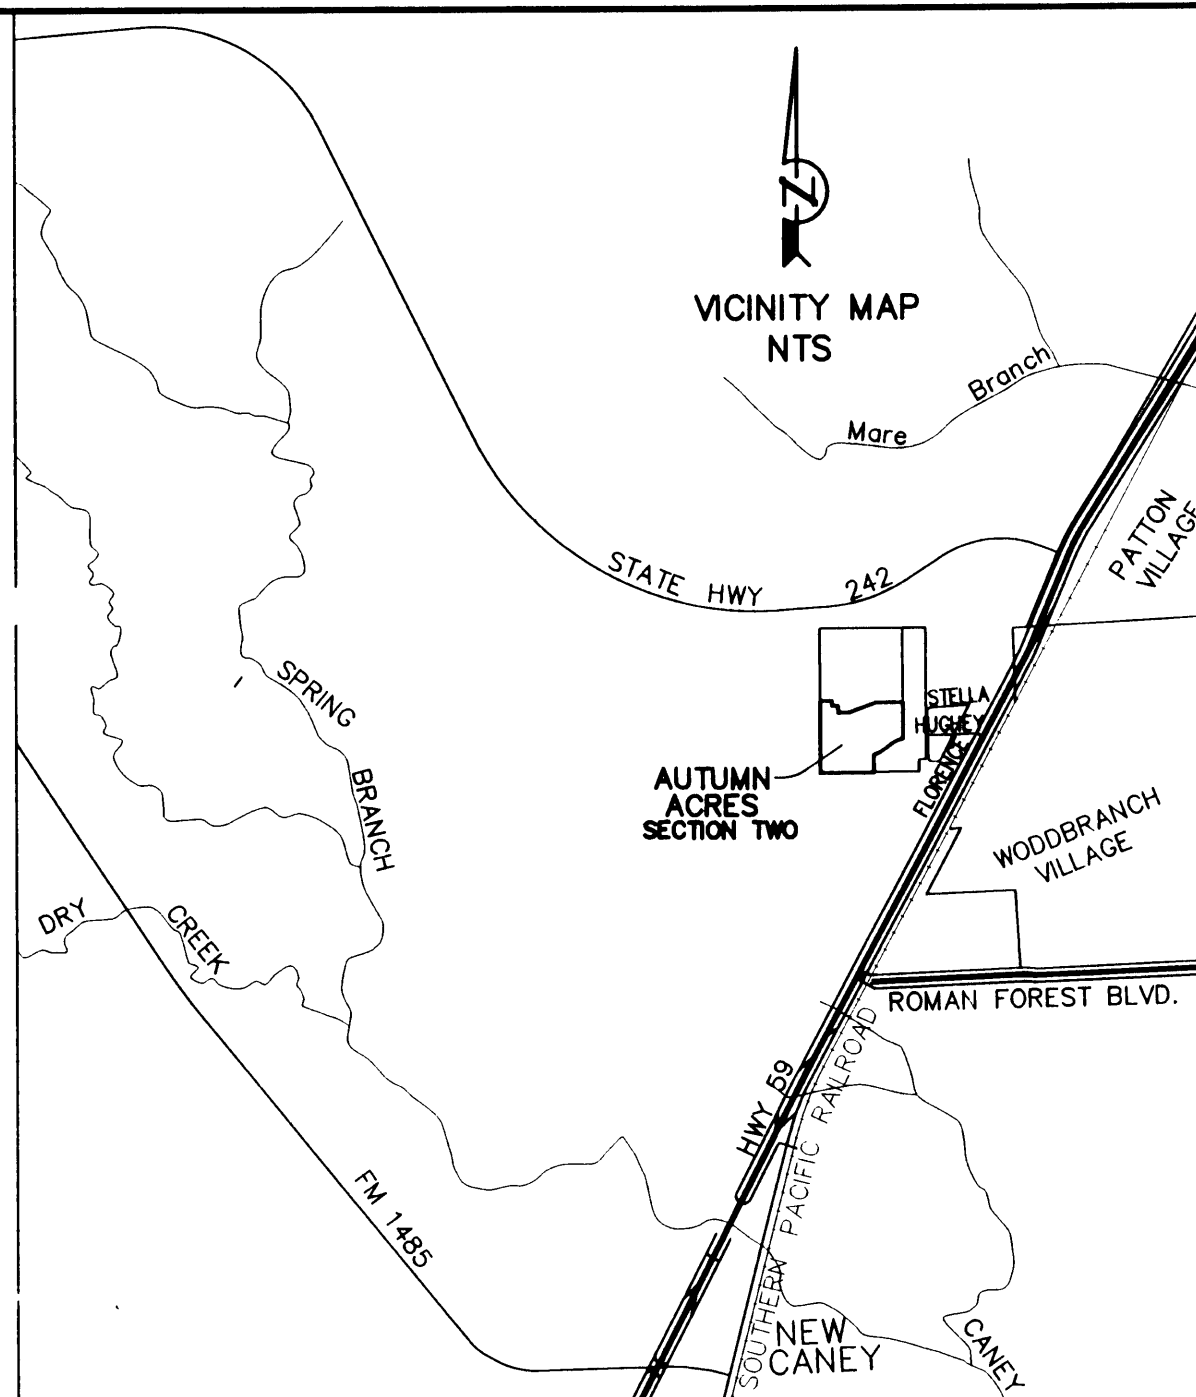 N
VICINITY MAP
NTS
Mare Branch
PATTON
VILLAGE
STATE HWY 242
STELLA
HUGHEY
FLORENCE
SPRING BRANCH
AUTUMN
ACRES
SECTION TWO
WODDBRANCH
VILLAGE
DRY CREEK
ROMAN FOREST BLVD.
HWY 59
SOUTHERN PACIFIC RAILROAD
FM 1485
NEW
CANEY
CANEY